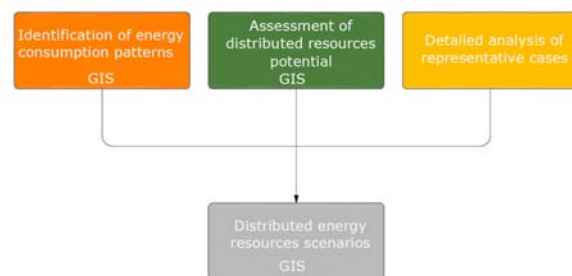 Identification of energy
consumption patterns
GIS
Assessment of
distributed resources
potential
GIS
Detailed analysis of
representative cases
Distributed energy
resources scenarios
GIS